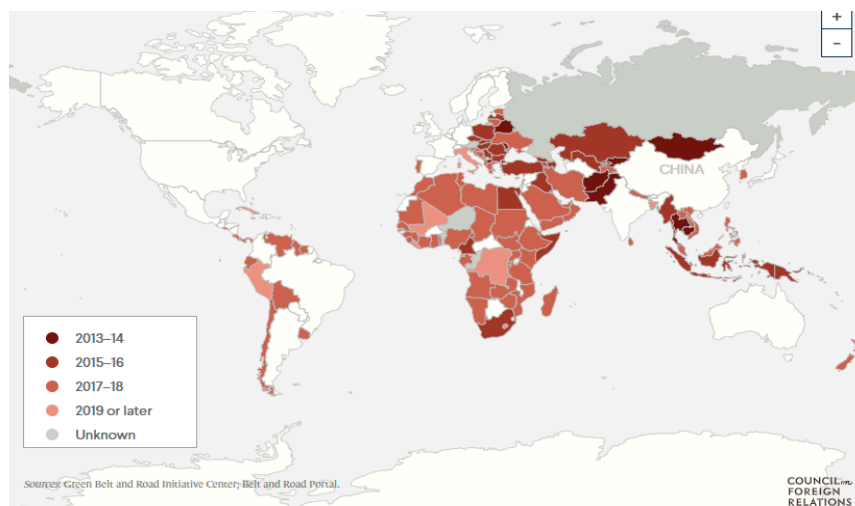 +
−
CHINA
2013–14
2015–16
2017–18
2019 or later
Unknown
Sources: Green Belt and Road Initiative Center; Belt and Road Portal.
COUNCIL on
FOREIGN
RELATIONS